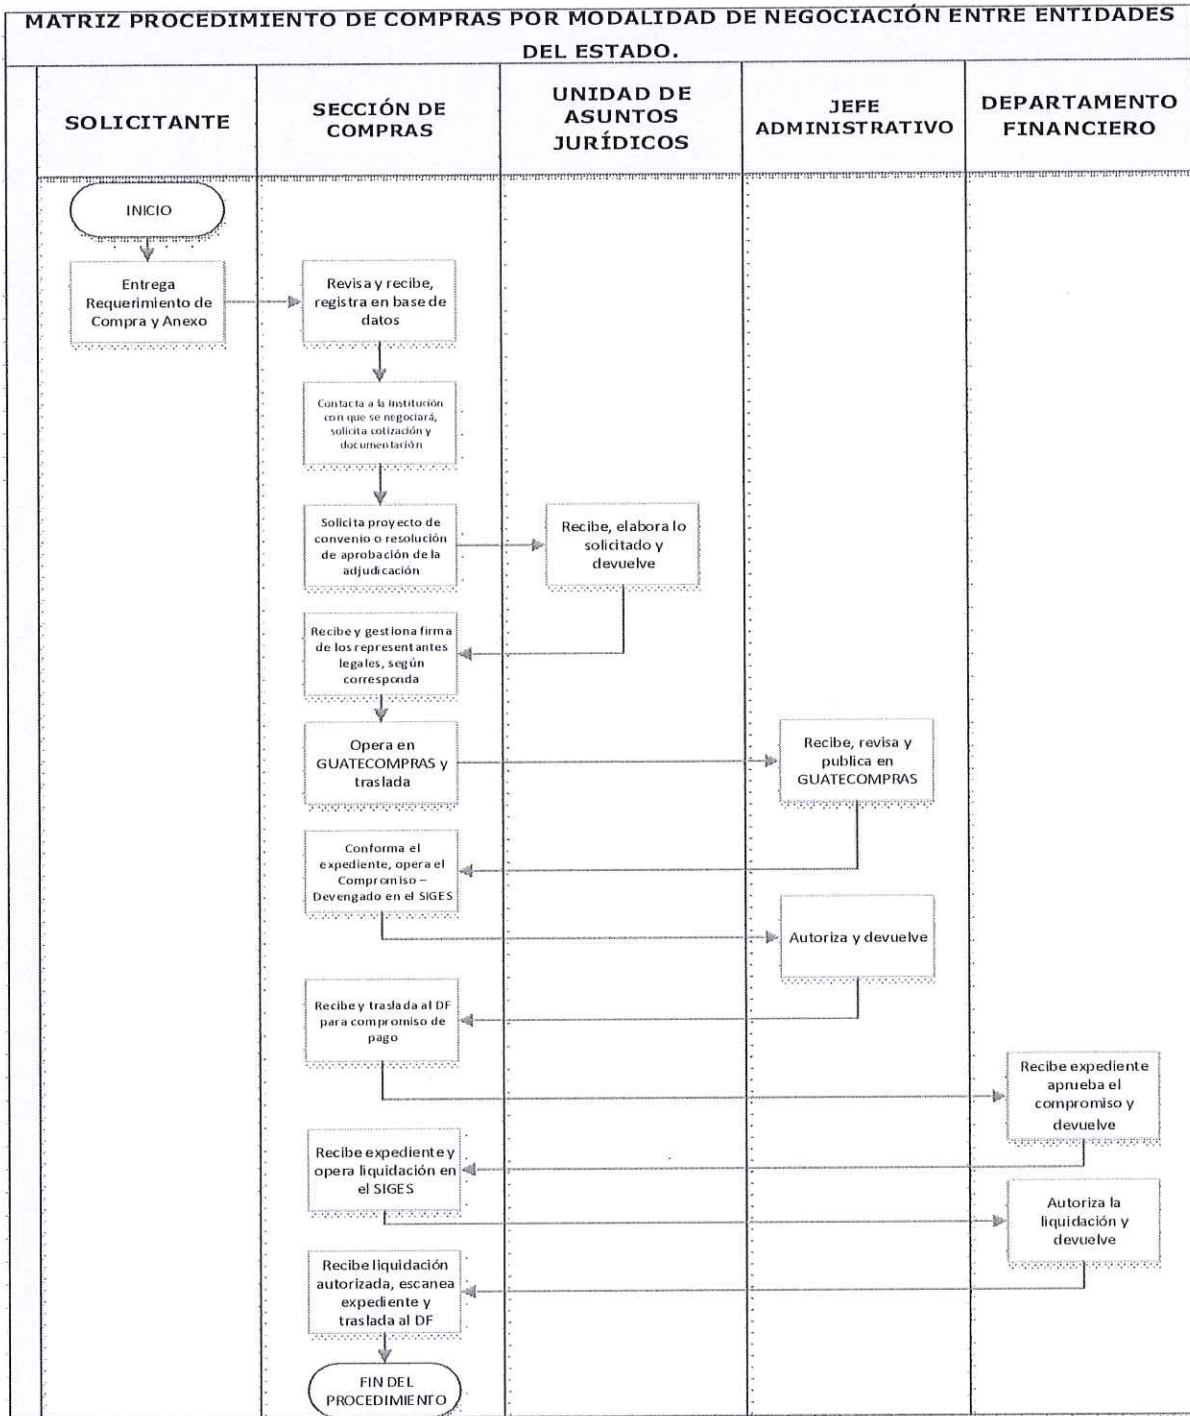 MATRIZ PROCEDIMIENTO DE COMPRAS POR MODALIDAD DE NEGOCIACIÓN ENTRE ENTIDADES
DEL ESTADO.
SOLICITANTE
SECCIÓN DE
COMPRAS
UNIDAD DE
ASUNTOS
JURÍDICOS
JEFE
ADMINISTRATIVO
DEPARTAMENTO
FINANCIERO
INICIO
Entrega
Requerimiento de
Compra y Anexo
Revisa y recibe,
registra en base de
datos
Contacta a la institución
con que se negociará,
solicita cotización y
documentación
Solicita proyecto de
convenio o resolución
de aprobación de la
adjudicación
Recibe, elabora lo
solicitado y
devuelve
Recibe y gestiona firma
de los representantes
legales, según
corresponda
Opera en
GUATECOMPRAS y
traslada
Recibe, revisa y
publica en
GUATECOMPRAS
Conforma el
expediente, opera el
Compromiso –
Devengado en el SIGES
Autoriza y devuelve
Recibe y traslada al DF
para compromiso de
pago
Recibe expediente
aprueba el
compromiso y
devuelve
Recibe expediente y
opera liquidación en
el SIGES
Autoriza la
liquidación y
devuelve
Recibe liquidación
autorizada, escanea
expediente y
traslada al DF
FIN DEL
PROCEDIMIENTO